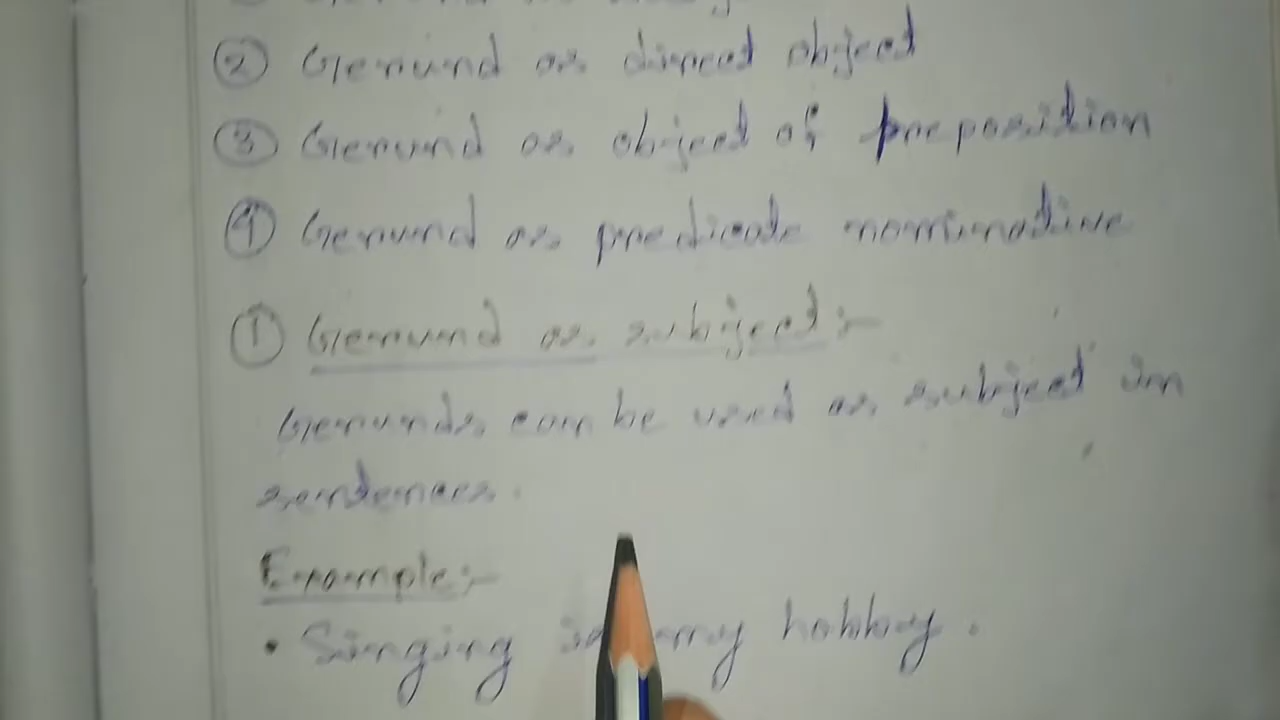 ② Gerund as direct object
③ Gerund as object of preposition
④ Gerund as predicate nominative
① Gerund as subject:-
Gerunds can be used as subject in
sentences.
Example:-
• Singing is my hobby.